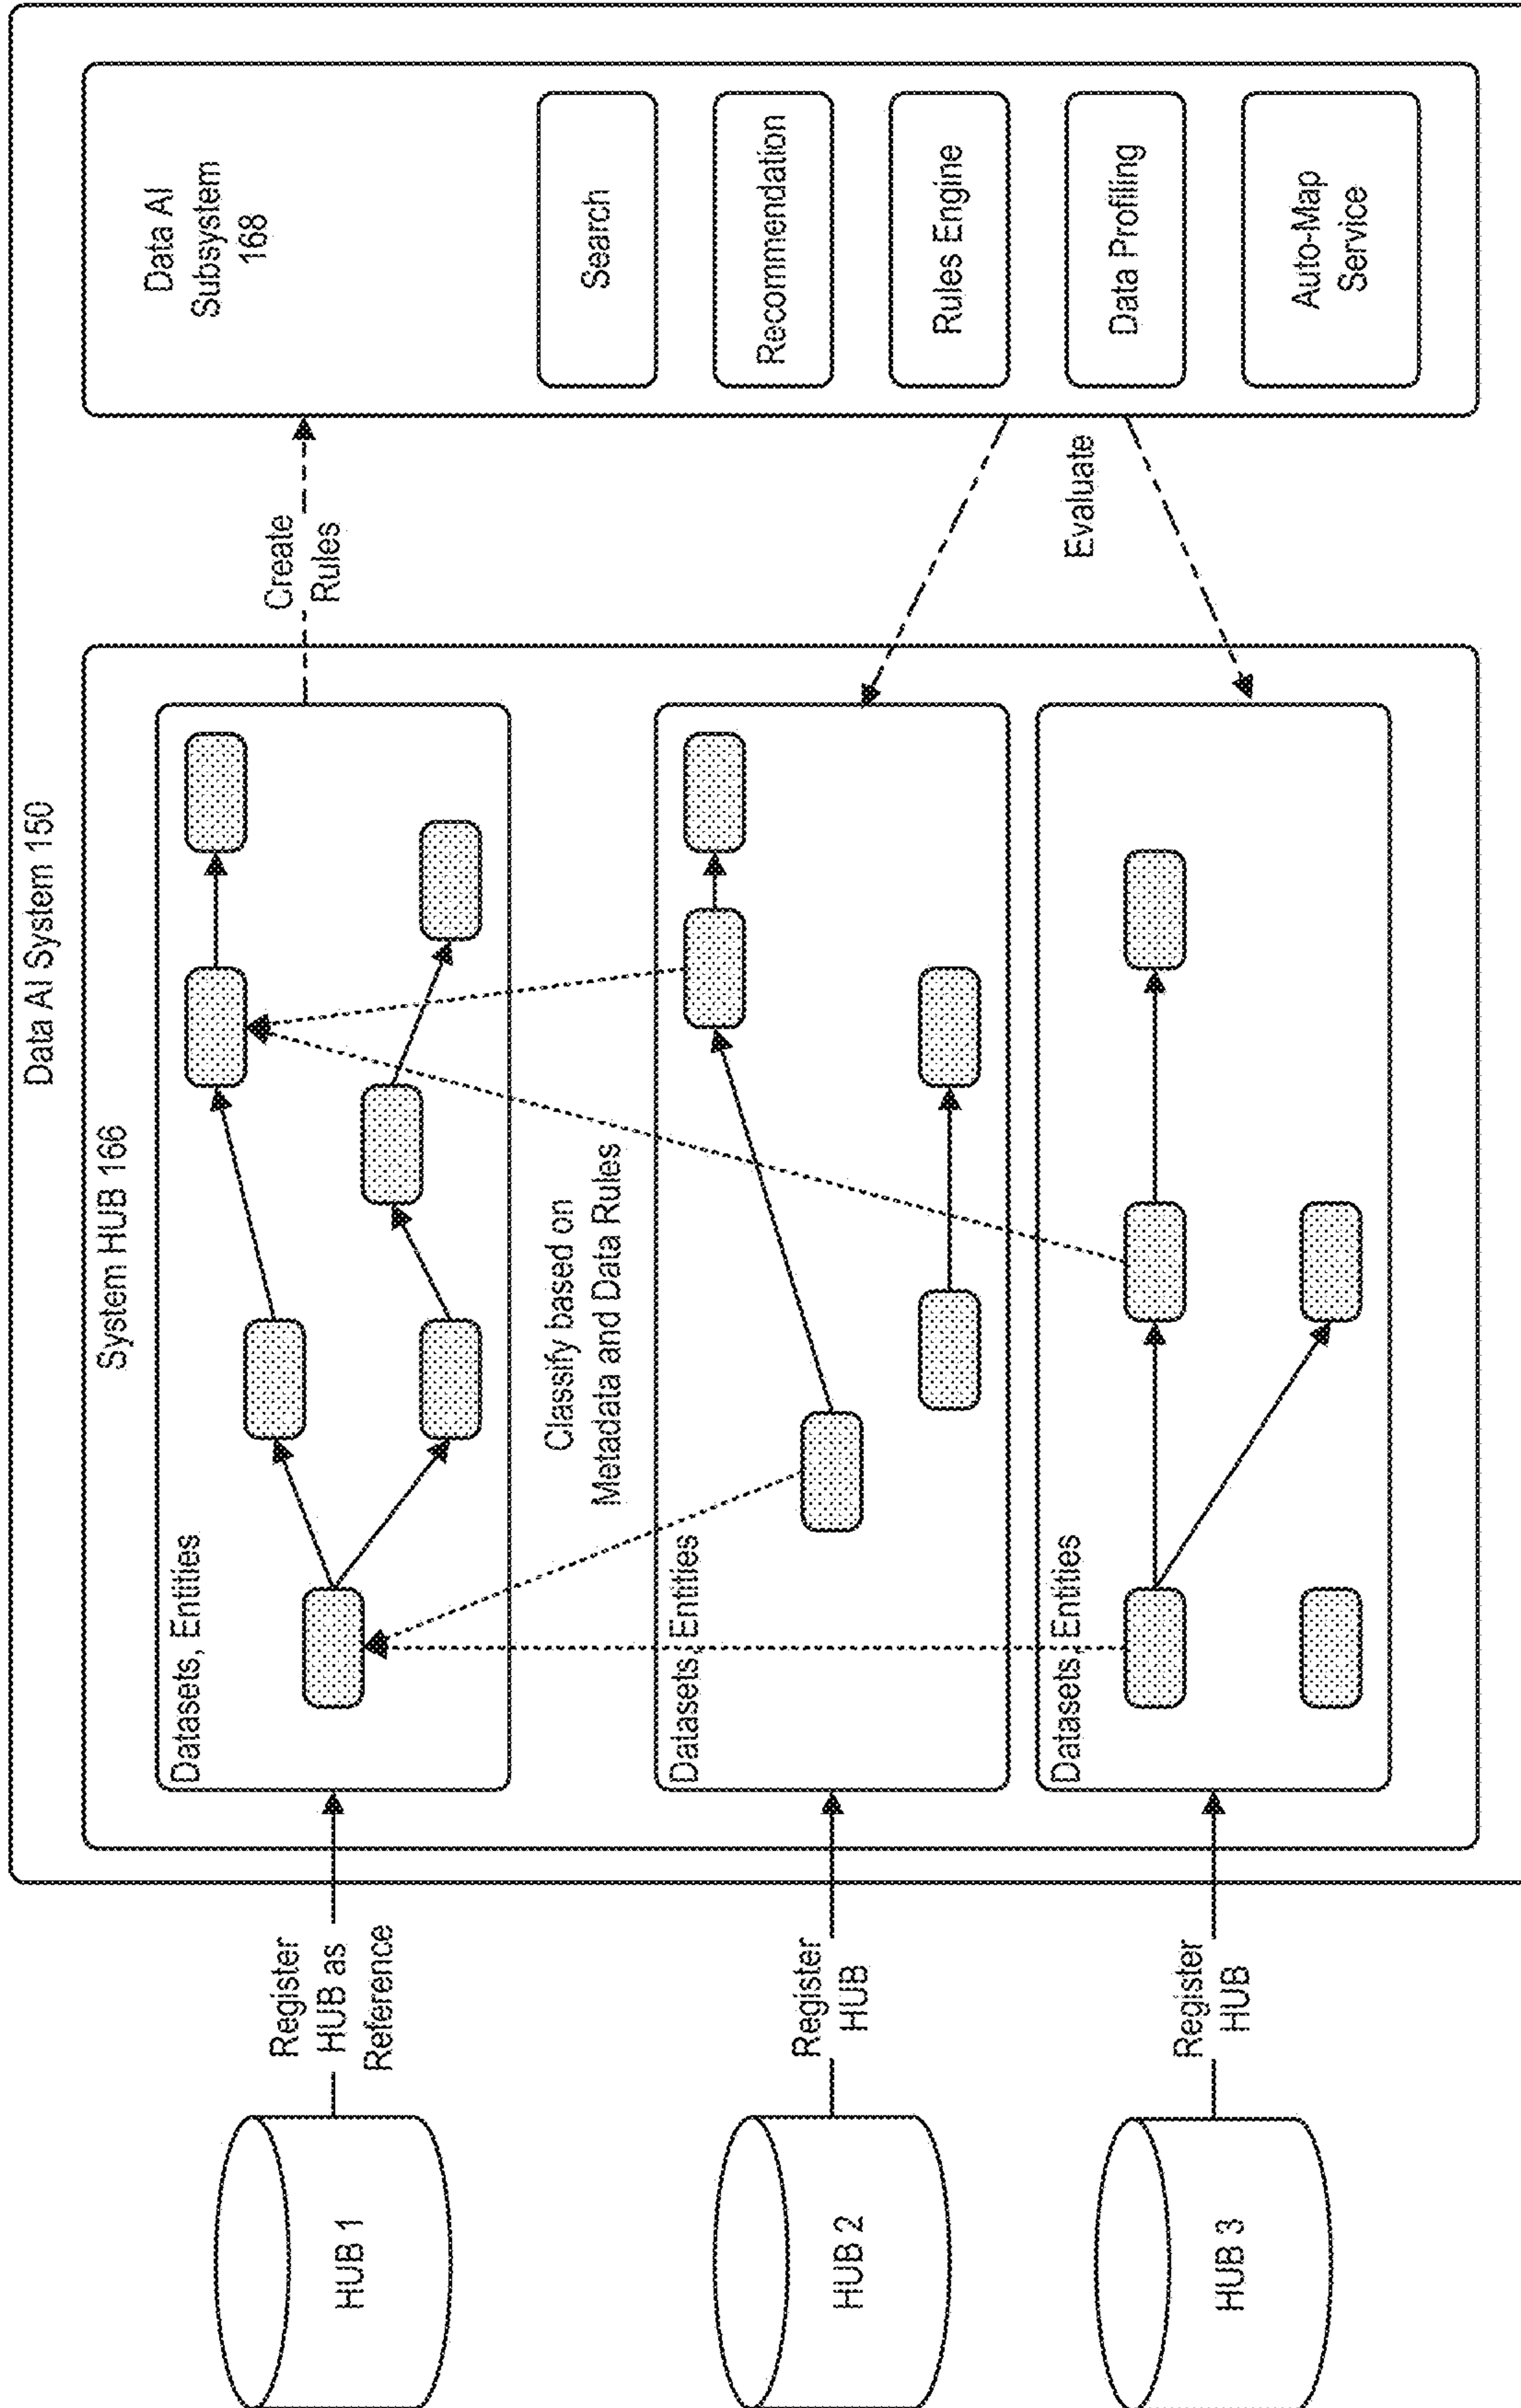 Data AI System 150
System HUB 166
HUB 1
Register
HUB as
Reference
Datasets, Entities
Create
Rules
Data AI
Subsystem
168
Classify based on
Metadata and Data Rules
HUB 2
Register
HUB
Datasets, Entities
Evaluate
HUB 3
Register
HUB
Datasets, Entities
Search
Recommendation
Rules Engine
Data Profiling
Auto-Map
Service